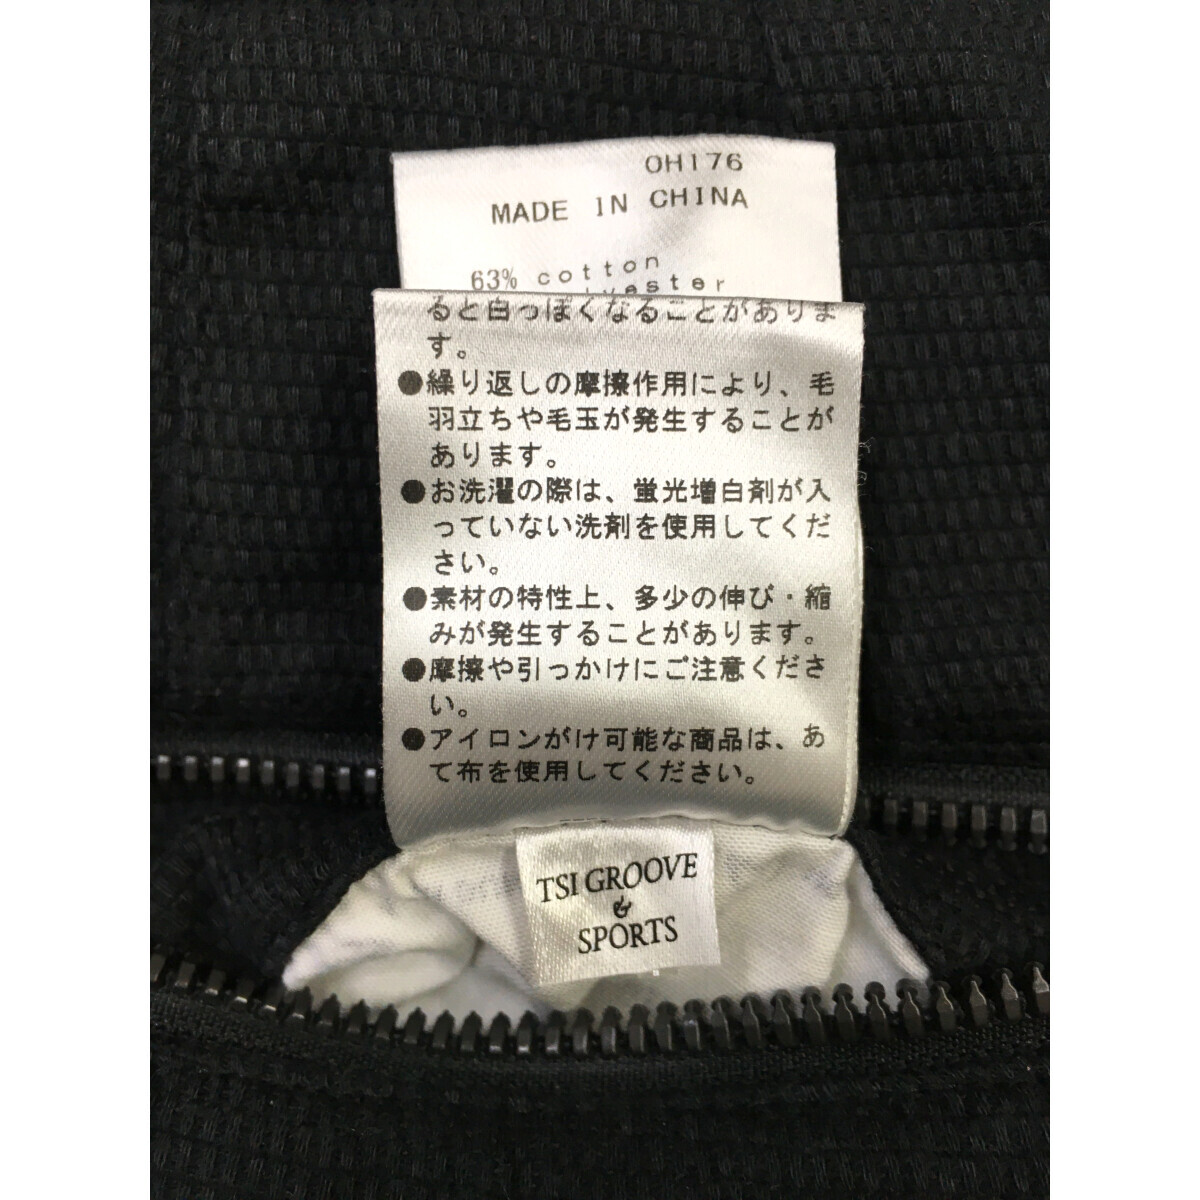 OH176
MADE IN CHINA
63% cotton
ると白っぽくなることがありま
す。
●繰り返しの摩擦作用により、毛
羽立ちや毛玉が発生することが
あります。
●お洗濯の際は、蛍光増白剤が入
っていない洗剤を使用してくだ
さい。
●素材の特性上、多少の伸び・縮
みが発生することがあります。
●摩擦や引っかけにご注意くださ
い。
●アイロンがけ可能な商品は、あ
て布を使用してください。
TSI GROOVE
&
SPORTS